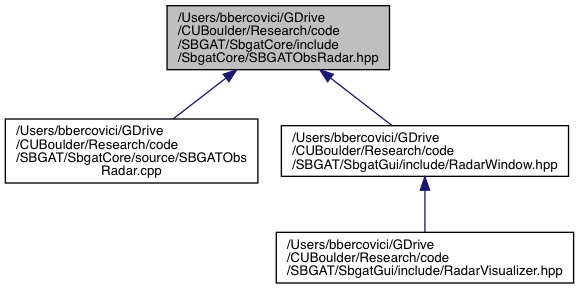 /Users/bbercovici/GDrive
/CUBoulder/Research/code
/SBGAT/SbgatCore/include
/SbgatCore/SBGATObsRadar.hpp
/Users/bbercovici/GDrive
/CUBoulder/Research/code
/SBGAT/SbgatCore/source/SBGATObs
Radar.cpp
/Users/bbercovici/GDrive
/CUBoulder/Research/code
/SBGAT/SbgatGui/include/RadarWindow.hpp
/Users/bbercovici/GDrive
/CUBoulder/Research/code
/SBGAT/SbgatGui/include/RadarVisualizer.hpp